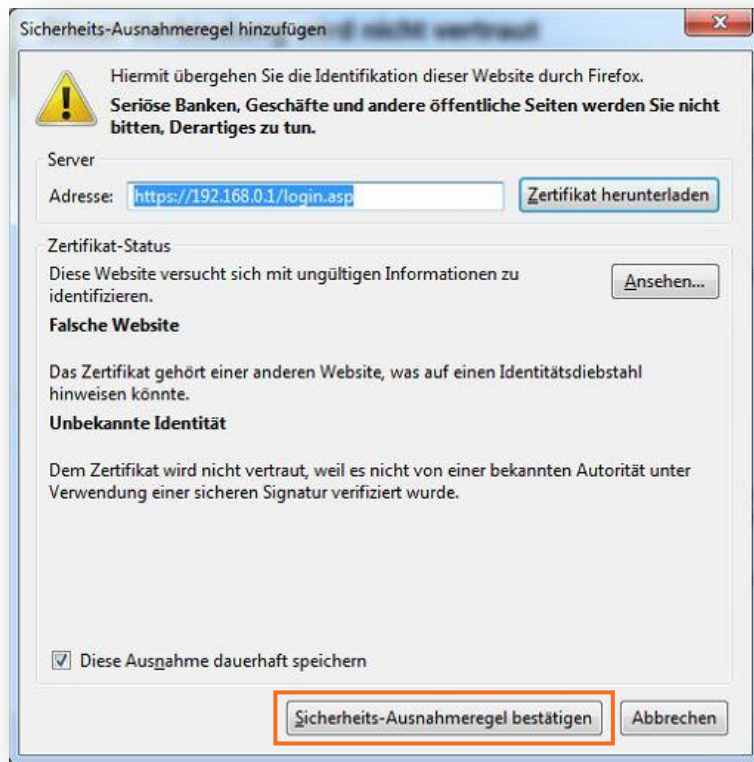 Sicherheits-Ausnahmeregel hinzufügen
wird nicht vertraut
Hiermit übergehen Sie die Identifikation dieser Website durch Firefox.
Seriöse Banken, Geschäfte und andere öffentliche Seiten werden Sie nicht
bitten, Derartiges zu tun.
Server
Adresse: https://192.168.0.1/login.asp Zertifikat herunterladen
Zertifikat-Status
Diese Website versucht sich mit ungültigen Informationen zu
identifizieren.
Ansehen...
Falsche Website
Das Zertifikat gehört einer anderen Website, was auf einen Identitätsdiebstahl
hinweisen könnte.
Unbekannte Identität
Dem Zertifikat wird nicht vertraut, weil es nicht von einer bekannten Autorität unter
Verwendung einer sicheren Signatur verifiziert wurde.
Diese Ausnahme dauerhaft speichern
Sicherheits-Ausnahmeregel bestätigen Abbrechen